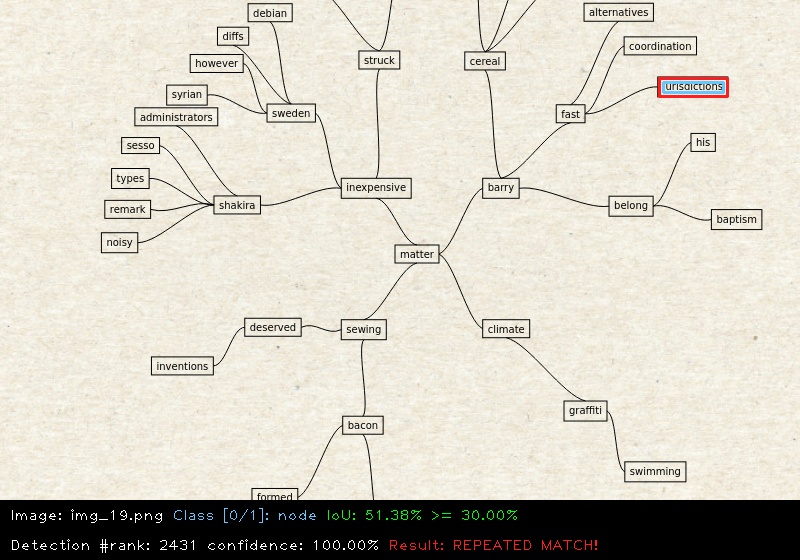 debian
alternatives
diffs
coordination
however
struck
cereal
syrian
urisdictions
administrators
sweden
fast
sesso
his
types
inexpensive
barry
remark
shakira
belong
baptism
noisy
matter
deserved
sewing
climate
inventions
graffiti
bacon
swimming
formed
Image: img_19.png Class [0/1]: node IoU: 51.38% >= 30.00%
Detection #rank: 2431 confidence: 100.00% Result: REPEATED MATCH!